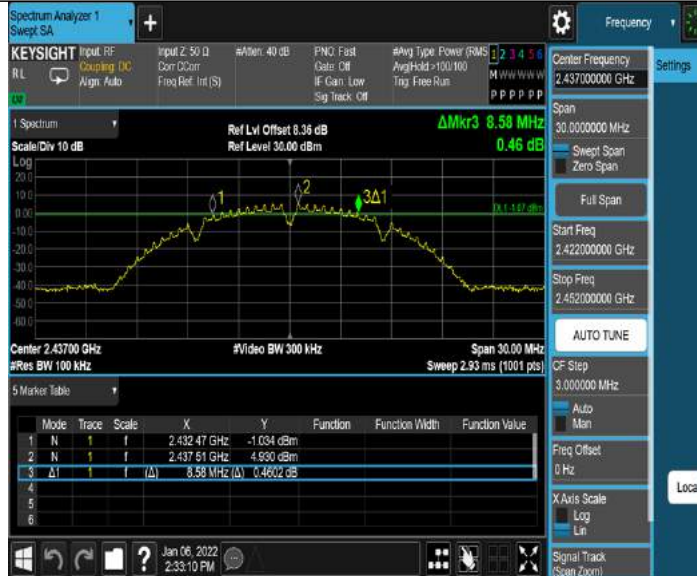 Spectrum Analyzer 1
Swept SA
+
Frequency
KEYSIGHT
RL
Input: RF
Coupling: DC
Align: Auto
Input Z: 50 Ω
Corr CCorr
Freq Ref: Int (S)
#Atten: 40 dB
PNO: Fast
Gate: Off
IF Gain: Low
Sig Track: Off
#Avg Type: Power (RMS
Avg|Hold:>100/100
Trig: Free Run
1 2 3 4 5 6
M W W W W W
P P P P P P
Center Frequency
2.437000000 GHz
Settings
Span
30.0000000 MHz
Swept Span
Zero Span
Full Span
Start Freq
2.422000000 GHz
Stop Freq
2.452000000 GHz
AUTO TUNE
CF Step
3.000000 MHz
Auto
Man
Freq Offset
0 Hz
X Axis Scale
Log
Lin
Signal Track
(Span Zoom)
Loca
1 Spectrum
Scale/Div 10 dB
Ref Lvl Offset 8.36 dB
Ref Level 30.00 dBm
ΔMkr3 8.58 MHz
0.46 dB
Log
20.0
10.0
0.00
-10.0
-20.0
-30.0
-40.0
-50.0
-60.0
1
2
3Δ1
DL1 -1.07 dBm
Center 2.43700 GHz
#Res BW 100 kHz
#Video BW 300 kHz
Span 30.00 MHz
Sweep 2.93 ms (1001 pts)
5 Marker Table
Mode Trace Scale X Y Function Function Width Function Value
1 N 1 f 2.432 47 GHz -1.034 dBm
2 N 1 f 2.437 51 GHz 4.930 dBm
3 Δ1 1 f (Δ) 8.58 MHz (Δ) 0.4602 dB
4
5
6
?
Jan 06, 2022
2:33:10 PM